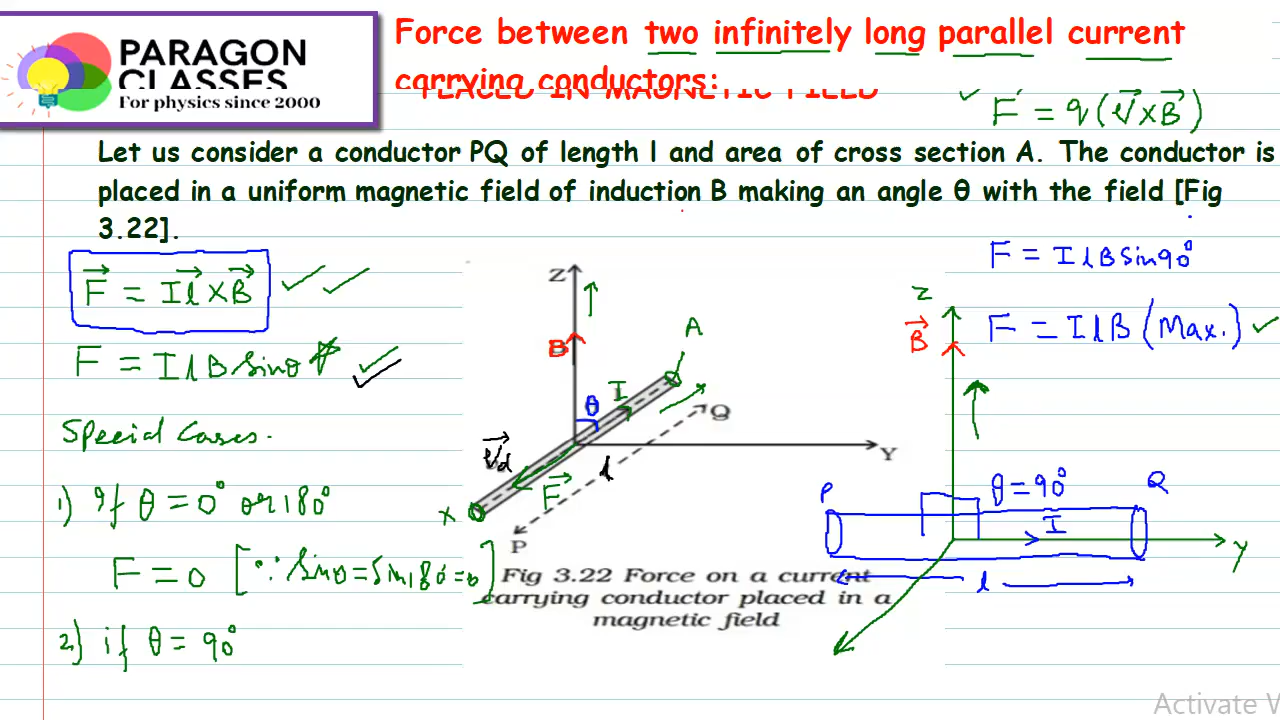 PARAGON
CLASSES
For physics since 2000
Force between two infinitely long parallel current
carrying conductors:
PLACED IN MAGNETIC FIELD
F = q(v×B)
Let us consider a conductor PQ of length l and area of cross section A. The conductor is
placed in a uniform magnetic field of induction B making an angle θ with the field [Fig
3.22].
F = Il×B
F = IlB sinθ
Special Cases.
1) If θ = 0° or 180°
F = 0 [∵ Sinθ = Sin180 = 0]
2) if θ = 90°
Z
B
A
I
θ
Q
Y
vd
l
F
X
P
Fig 3.22 Force on a current
carrying conductor placed in a
magnetic field
F = IlB Sin90°
F = IlB (Max.)
Z
B
θ = 90°
P
Q
I
Y
l
Activate W